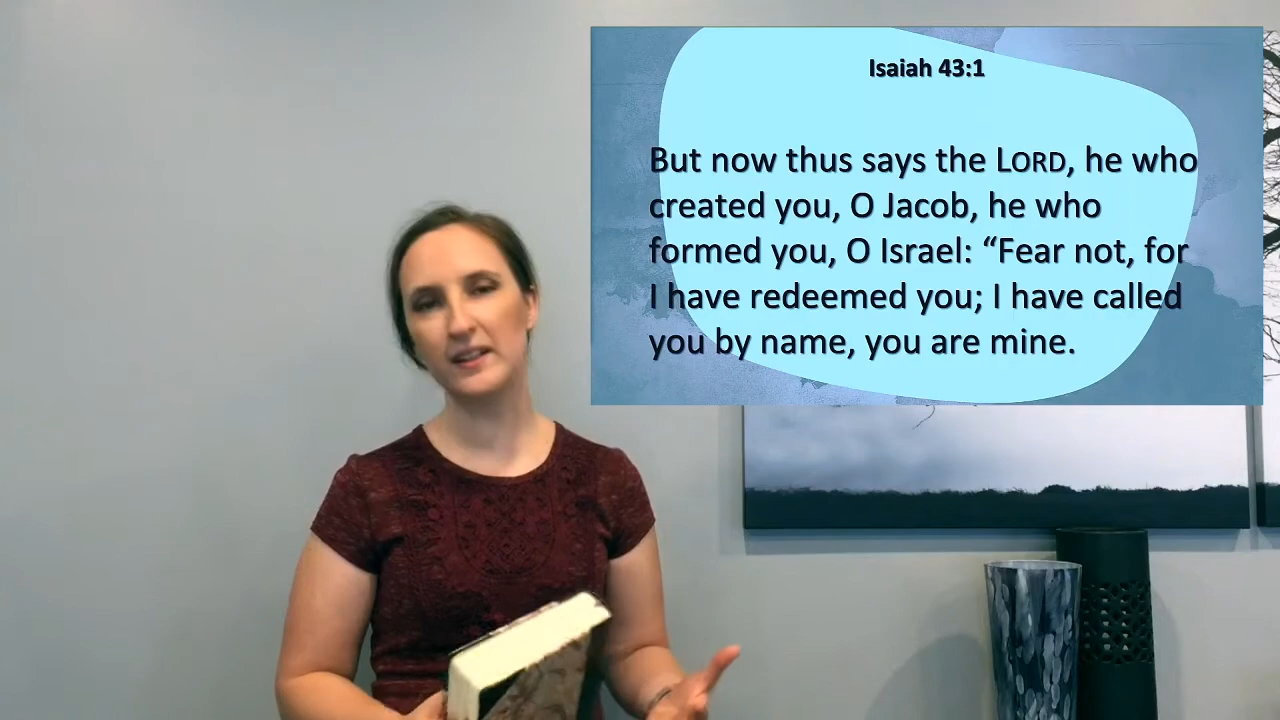 Isaiah 43:1
But now thus says the LORD, he who
created you, O Jacob, he who
formed you, O Israel: “Fear not, for
I have redeemed you; I have called
you by name, you are mine.